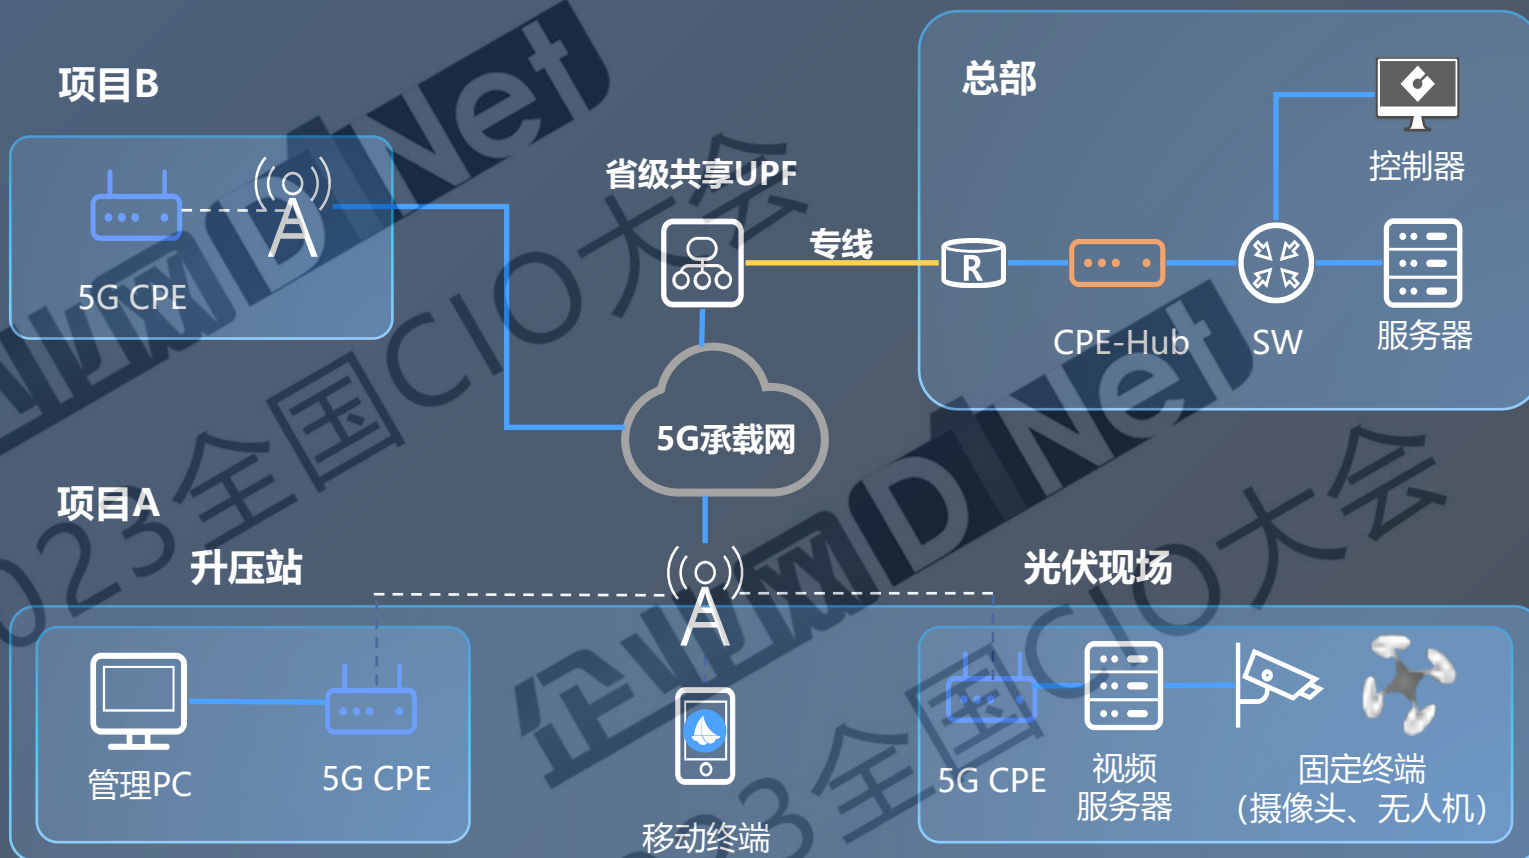 项目B
总部
控制器
省级共享UPF
专线
R
5G CPE
CPE-Hub
SW
服务器
5G承载网
项目A
升压站
光伏现场
管理PC
5G CPE
移动终端
5G CPE
视频
服务器
固定终端
（摄像头、无人机）
企业网D1Net
2023全国CIO大会
企业网D1Net
2023全国CIO大会